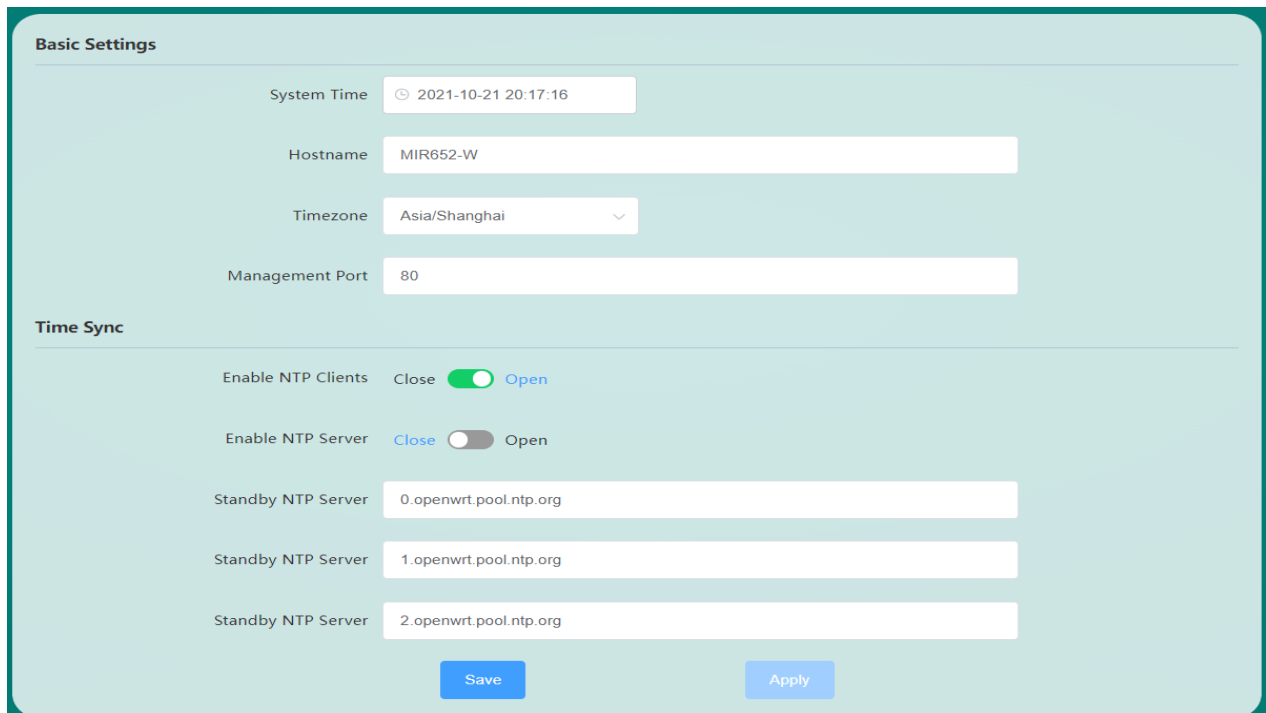 Basic Settings
System Time 2021-10-21 20:17:16
Hostname MIR652-W
Timezone Asia/Shanghai
Management Port 80
Time Sync
Enable NTP Clients Close Open
Enable NTP Server Close Open
Standby NTP Server 0.openwrt.pool.ntp.org
Standby NTP Server 1.openwrt.pool.ntp.org
Standby NTP Server 2.openwrt.pool.ntp.org
Save Apply